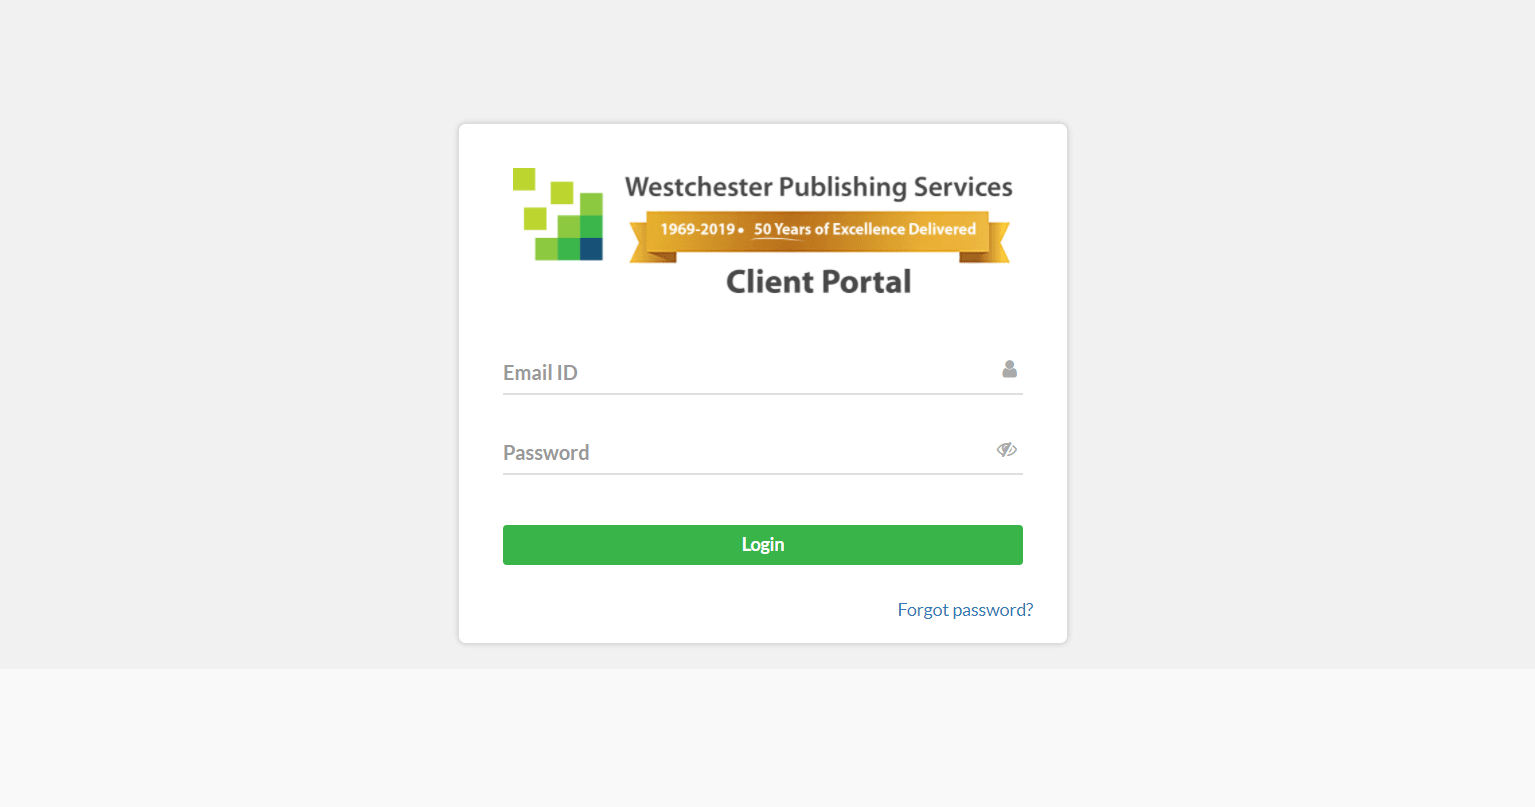 Westchester Publishing Services
1969-2019• 50 Years of Excellence Delivered
Client Portal
Email ID
Password
Login
Forgot password?